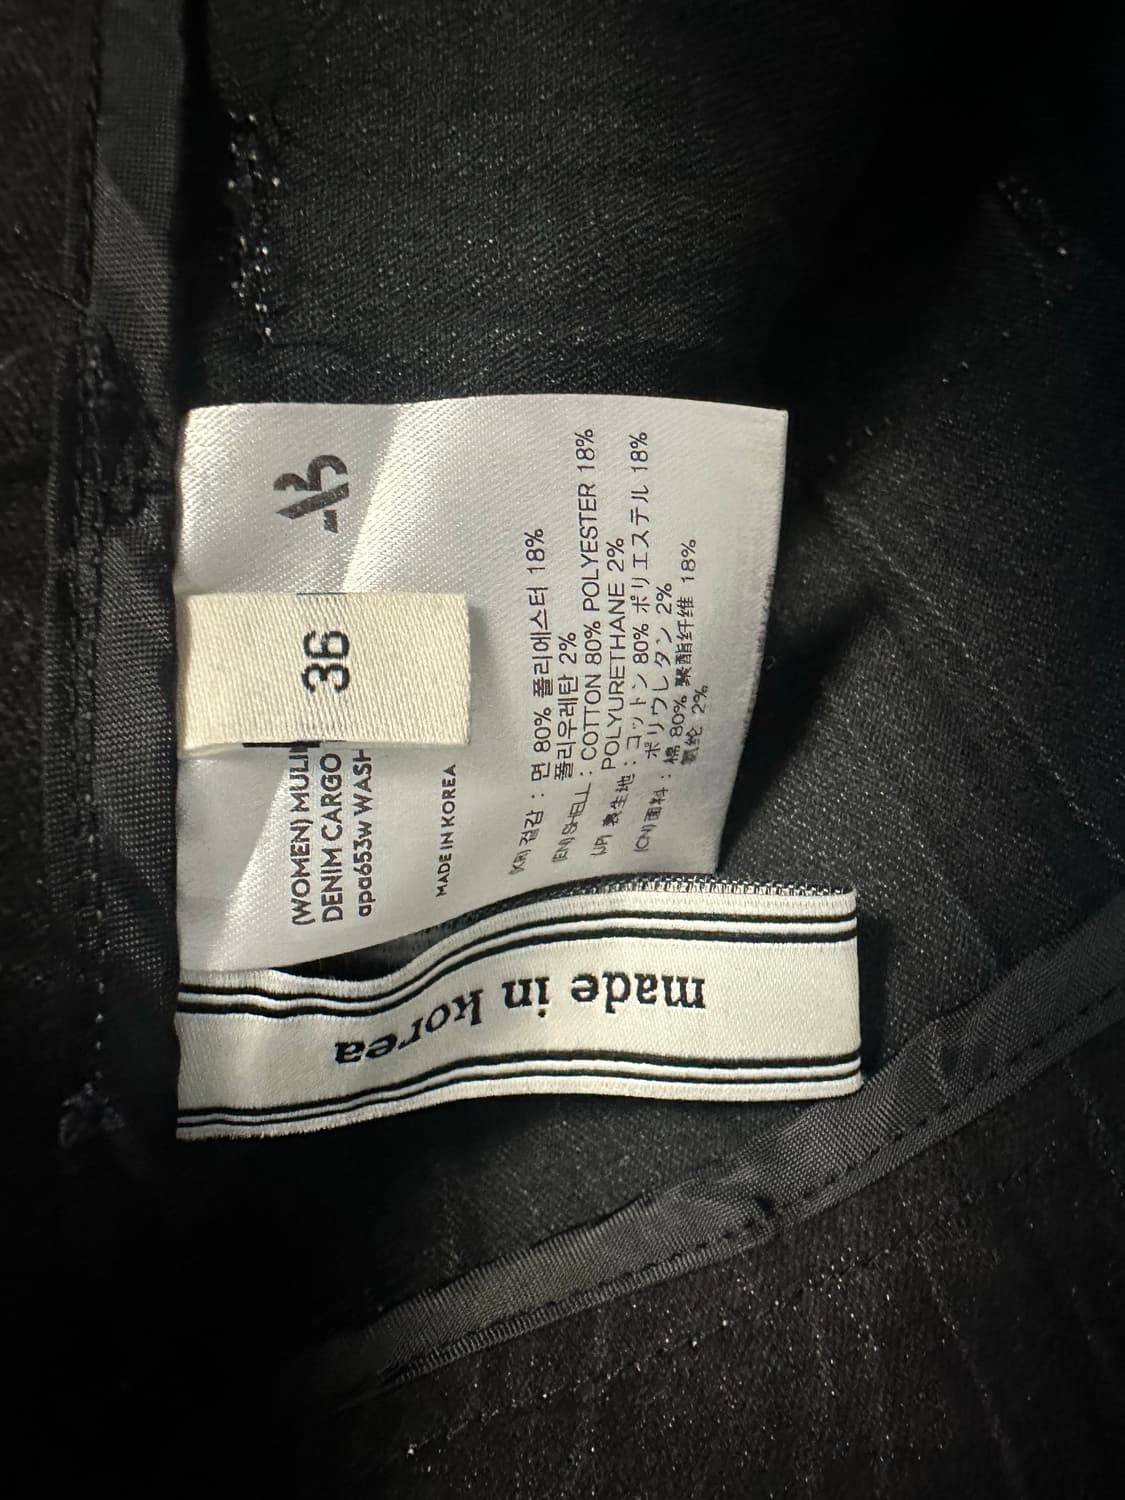 36
(WOMEN)
DENIM CARGO
apa653w
MADE IN KOREA
(KR) 겉감 : 면 80% 폴리에스터 18%
폴리우레탄 2%
(EN) SHELL : COTTON 80% POLYESTER 18%
POLYURETHANE 2%
(JP) 表生地 : コットン 80% ポリエステル 18%
ポリウレタン 2%
(CN) 面料 : 棉 80% 聚酯纤维 18%
氨纶 2%
made in korea